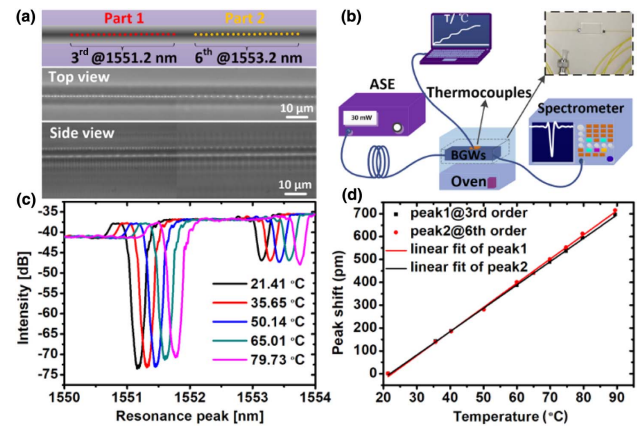 (a)
Part 1
Part 2
3rd @1551.2 nm
6th @1553.2 nm
Top view
10 μm
Side view
10 μm
(b)
T/ °C
ASE
30 mW
Thermocouples
Spectrometer
BGWs
Oven
(c)
Intensity [dB]
-35
-40
-45
-50
-55
-60
-65
-70
-75
21.41 °C
35.65 °C
50.14 °C
65.01 °C
79.73 °C
1550 1551 1552 1553 1554
Resonance peak [nm]
(d)
Peak shift (pm)
700
600
500
400
300
200
100
0
peak1@3rd order
peak2@6th order
linear fit of peak1
linear fit of peak2
20 30 40 50 60 70 80 90
Temperature (°C)